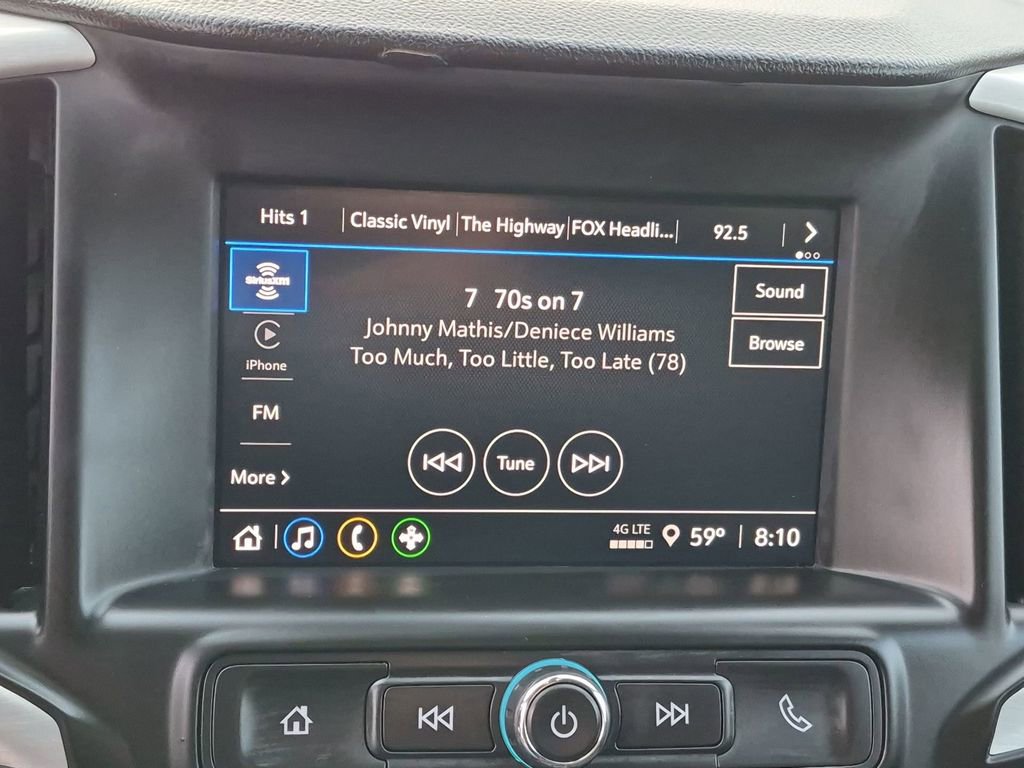 Hits 1
Classic Vinyl
The Highway
FOX Headli...
92.5
SiriusXM
7 70s on 7
Sound
Johnny Mathis/Deniece Williams
iPhone
Too Much, Too Little, Too Late (78)
Browse
FM
More
Tune
4G LTE
59°
8:10